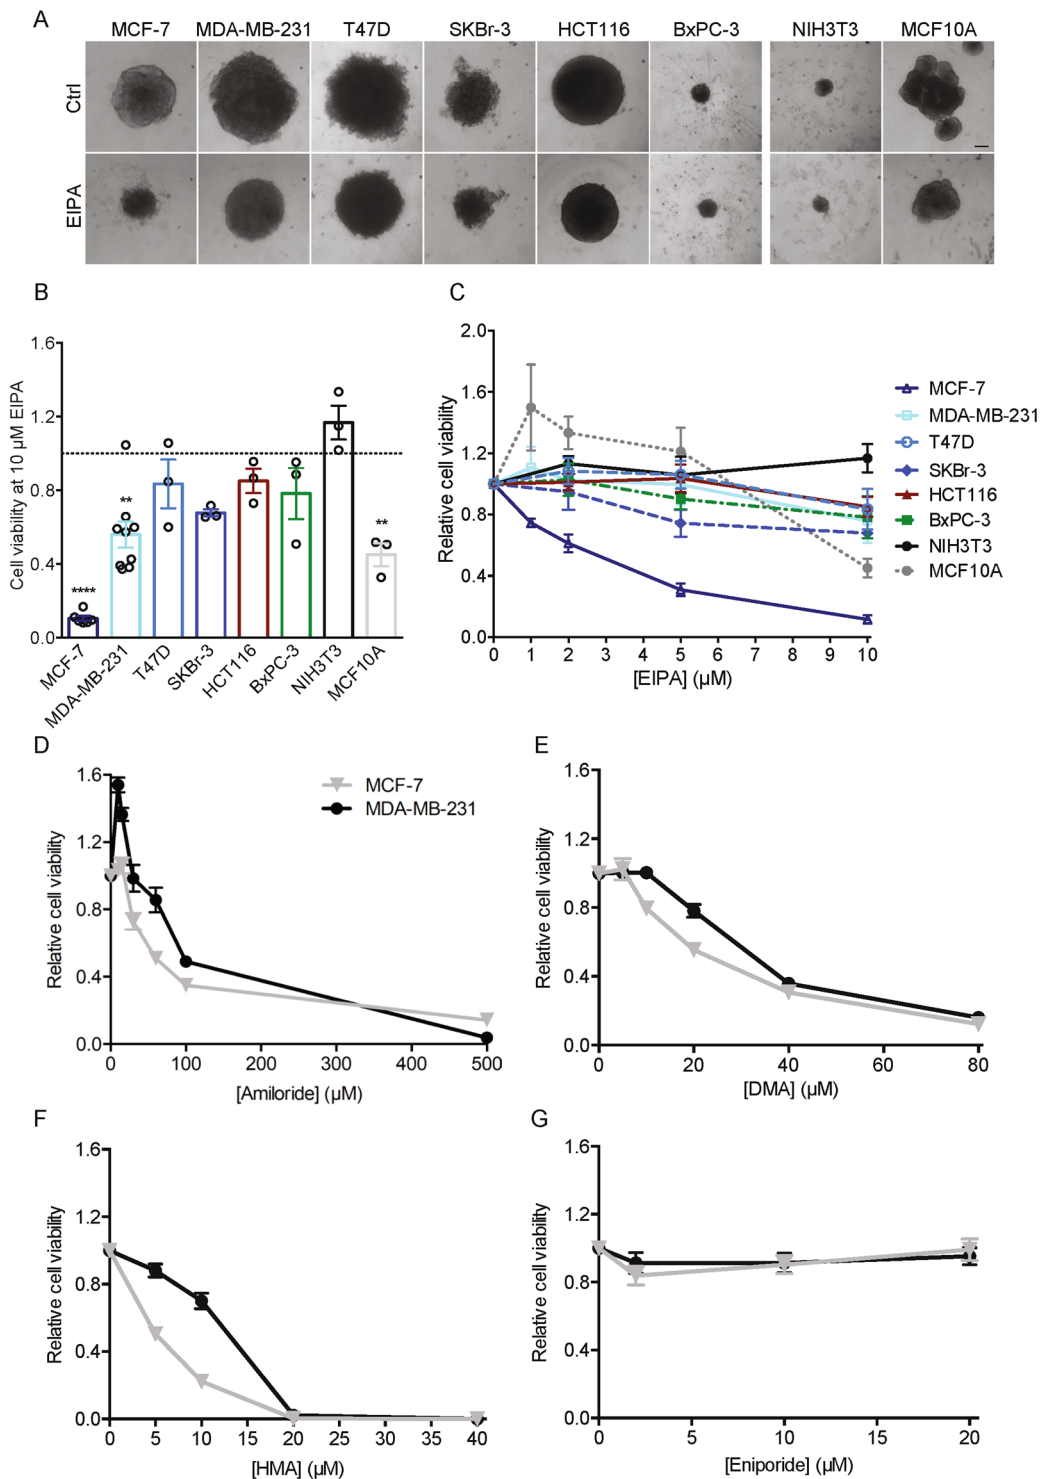 A
MCF-7 MDA-MB-231 T47D SKBr-3 HCT116 BxPC-3 NIH3T3 MCF10A
Ctrl
EIPA
B
Cell viability at 10 µM EIPA
1.6
1.2
0.8
0.4
0.0
****
**
**
MCF-7
MDA-MB-231
T47D
SKBr-3
HCT116
BxPC-3
NIH3T3
MCF10A
C
Relative cell viability
2.0
1.6
1.2
0.8
0.4
0.0
0 1 2 3 4 5 6 7 8 9 10
[EIPA] (µM)
MCF-7
MDA-MB-231
T47D
SKBr-3
HCT116
BxPC-3
NIH3T3
MCF10A
D
Relative cell viability
1.6
1.2
0.8
0.4
0.0
0 100 200 300 400 500
[Amiloride] (µM)
MCF-7
MDA-MB-231
E
Relative cell viability
1.6
1.2
0.8
0.4
0.0
0 20 40 60 80
[DMA] (µM)
F
Relative cell viability
1.6
1.2
0.8
0.4
0.0
0 5 10 15 20 25 30 35 40
[HMA] (µM)
G
Relative cell viability
1.6
1.2
0.8
0.4
0.0
0 5 10 15 20
[Eniporide] (µM)